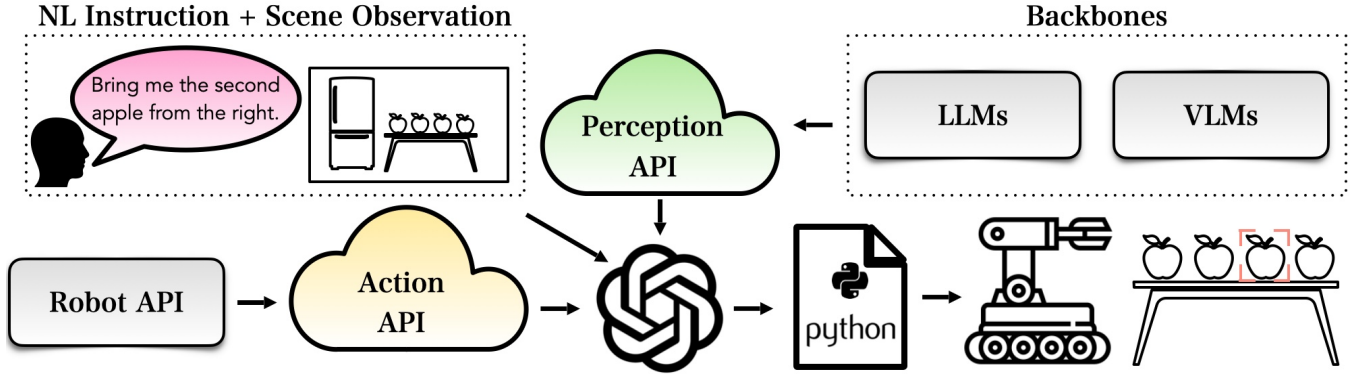 NL Instruction + Scene Observation
Backbones
Bring me the second
apple from the right.
Perception
API
LLMs
VLMs
Robot API
Action
API
python